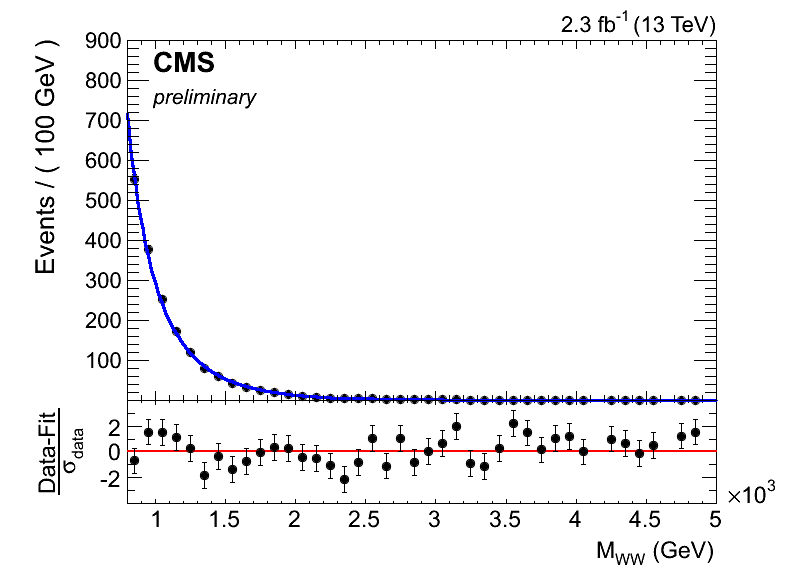 2.3 fb⁻¹ (13 TeV)
CMS
preliminary
Events / ( 100 GeV )
900
800
700
600
500
400
300
200
100
Data-Fit
σdata
2
0
-2
1 1.5 2 2.5 3 3.5 4 4.5 5
×10³
MWW (GeV)